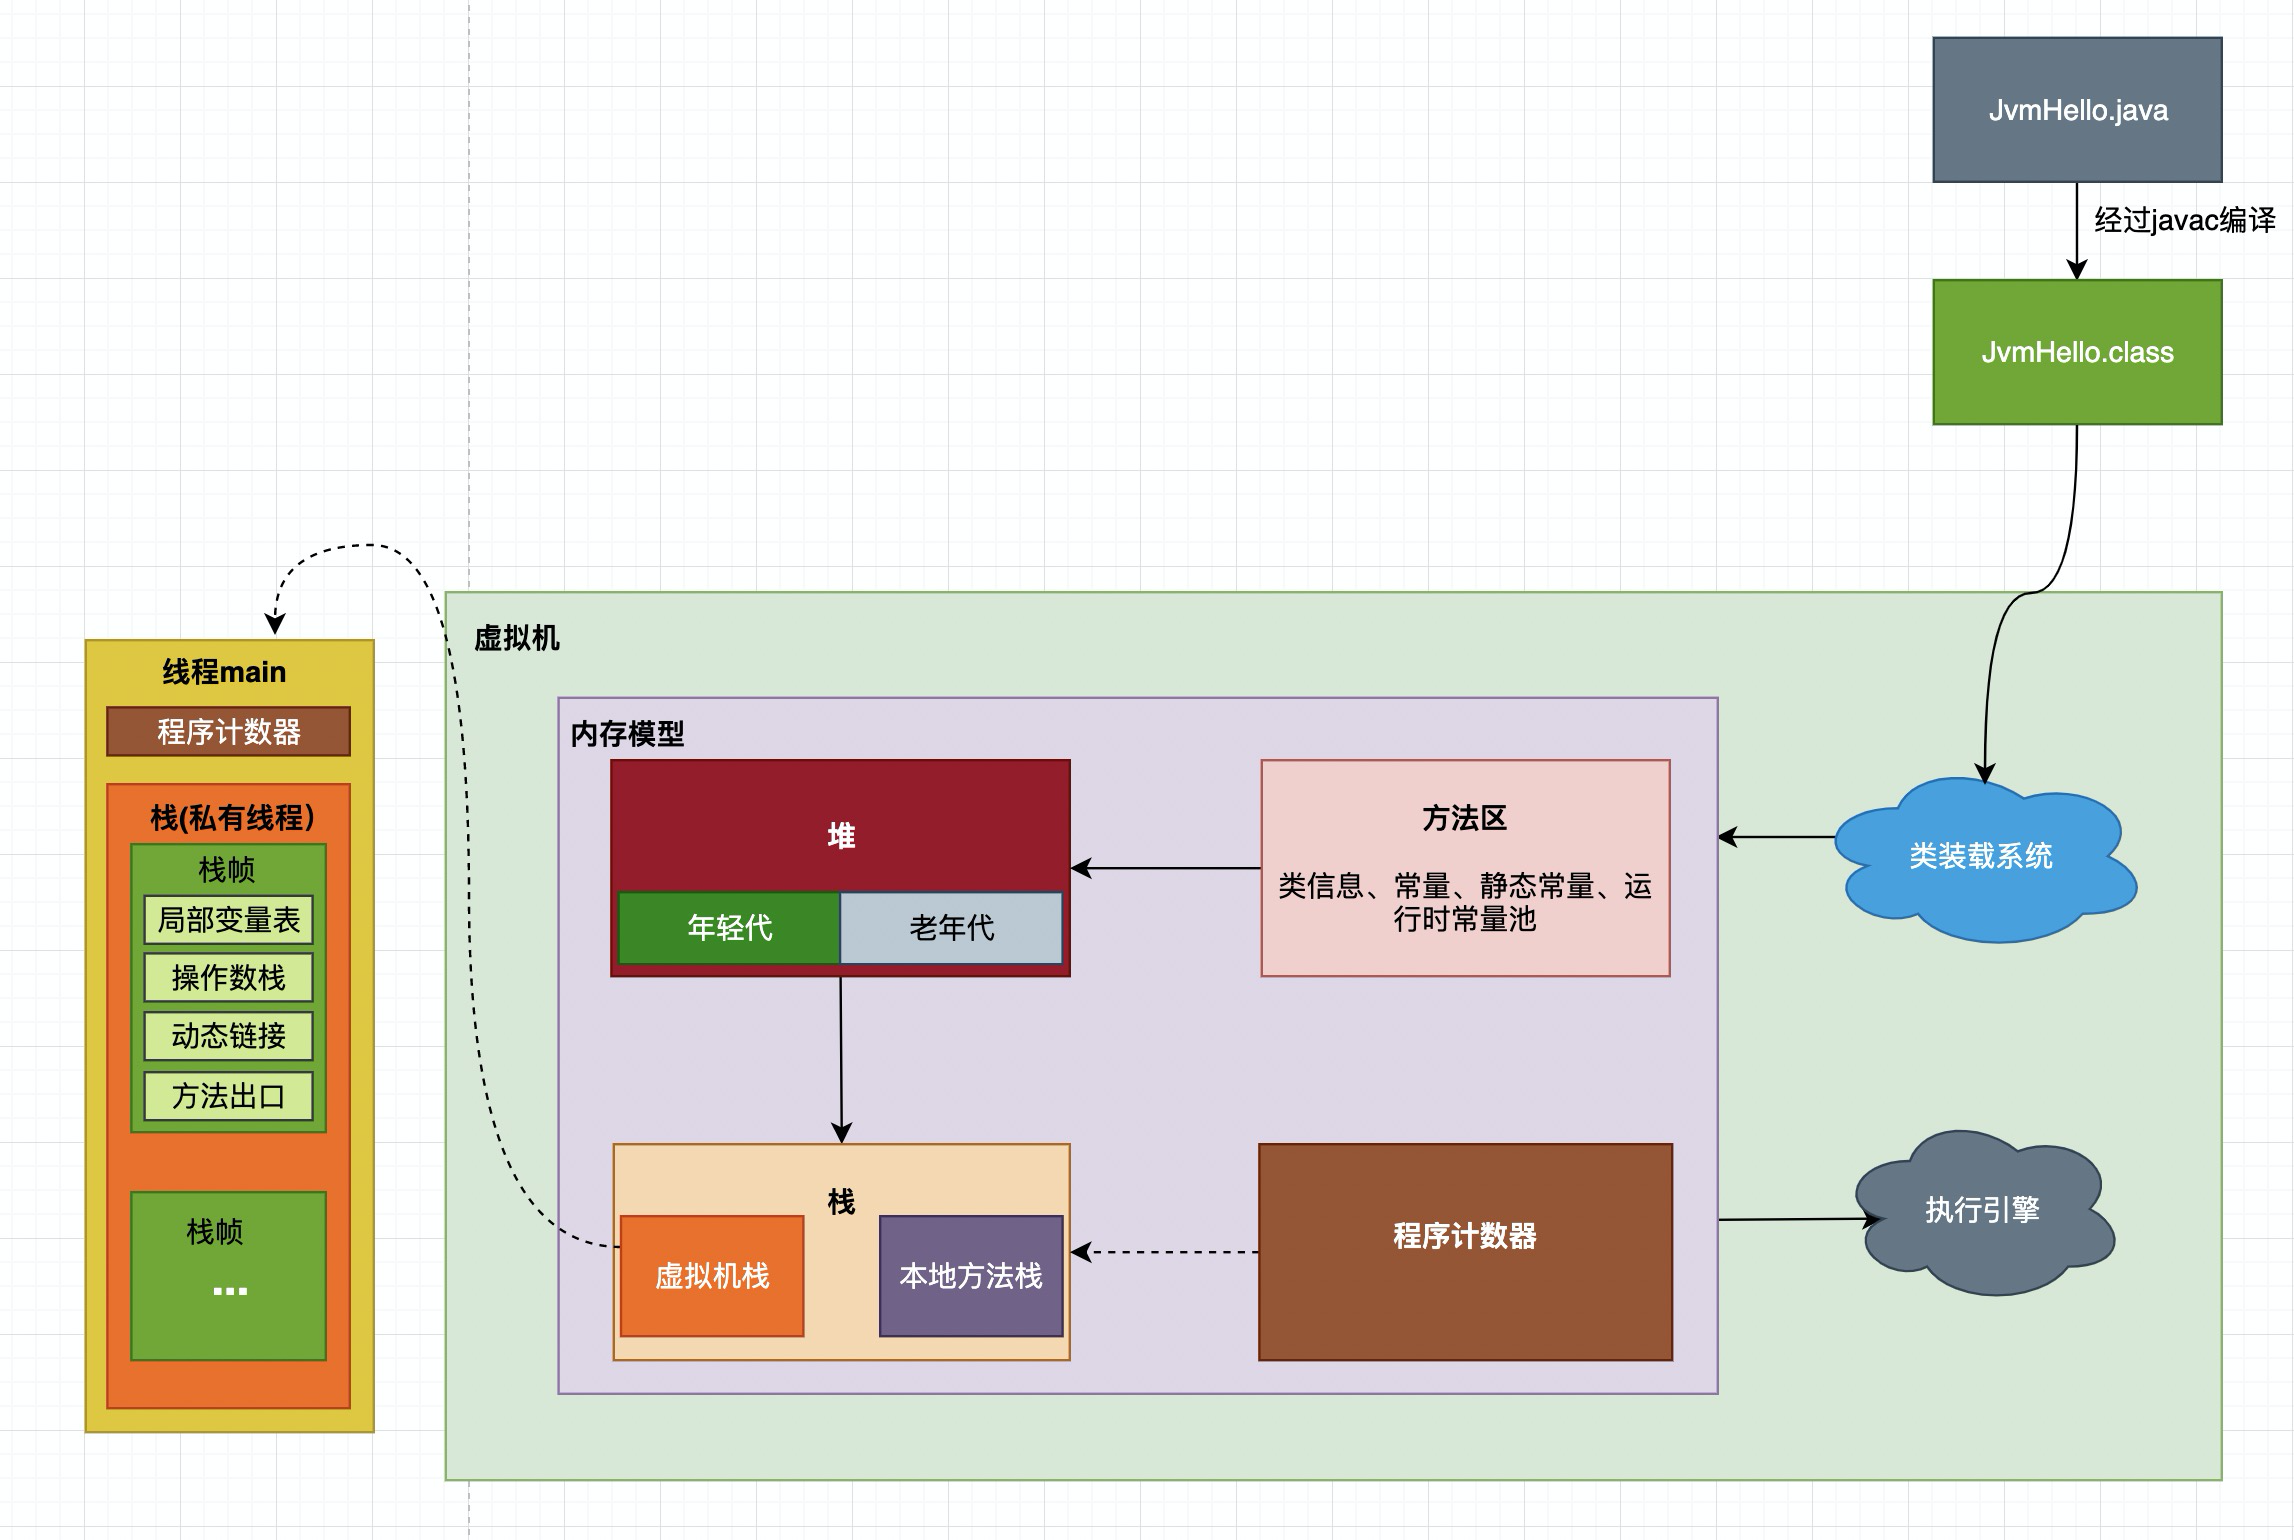 JvmHello.java
经过javac编译
JvmHello.class
虚拟机
线程main
程序计数器
栈(私有线程）
栈帧
局部变量表
操作数栈
动态链接
方法出口
栈帧
...
内存模型
堆
年轻代
老年代
方法区
类信息、常量、静态常量、运
行时常量池
类装载系统
栈
虚拟机栈
本地方法栈
程序计数器
执行引擎